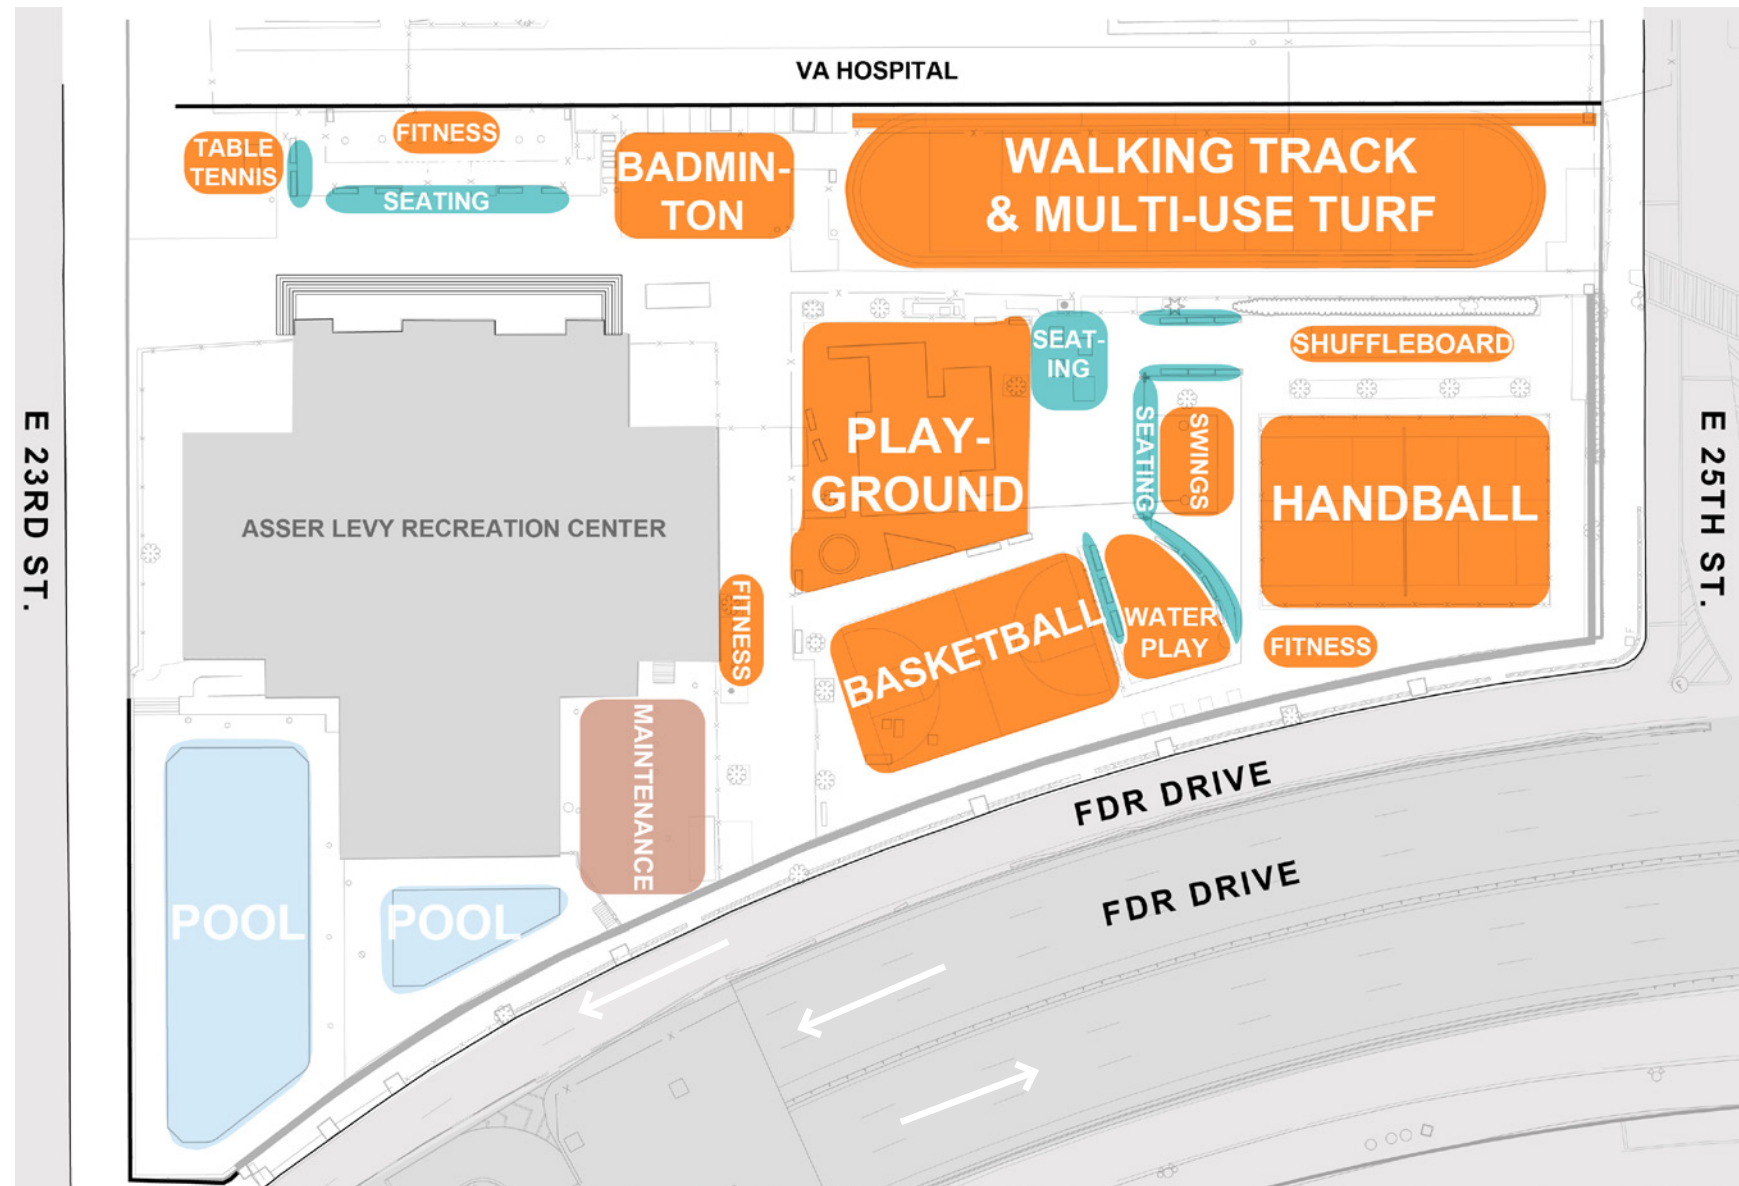 VA HOSPITAL
TABLE
TENNIS
FITNESS
SEATING
BADMIN-
TON
WALKING TRACK
& MULTI-USE TURF
SEAT-
ING
SHUFFLEBOARD
PLAY-
GROUND
SEATING
SWINGS
HANDBALL
E 23RD ST.
E 25TH ST.
ASSER LEVY RECREATION CENTER
FITNESS
BASKETBALL
WATER
PLAY
FITNESS
MAINTENANCE
FDR DRIVE
FDR DRIVE
POOL
POOL